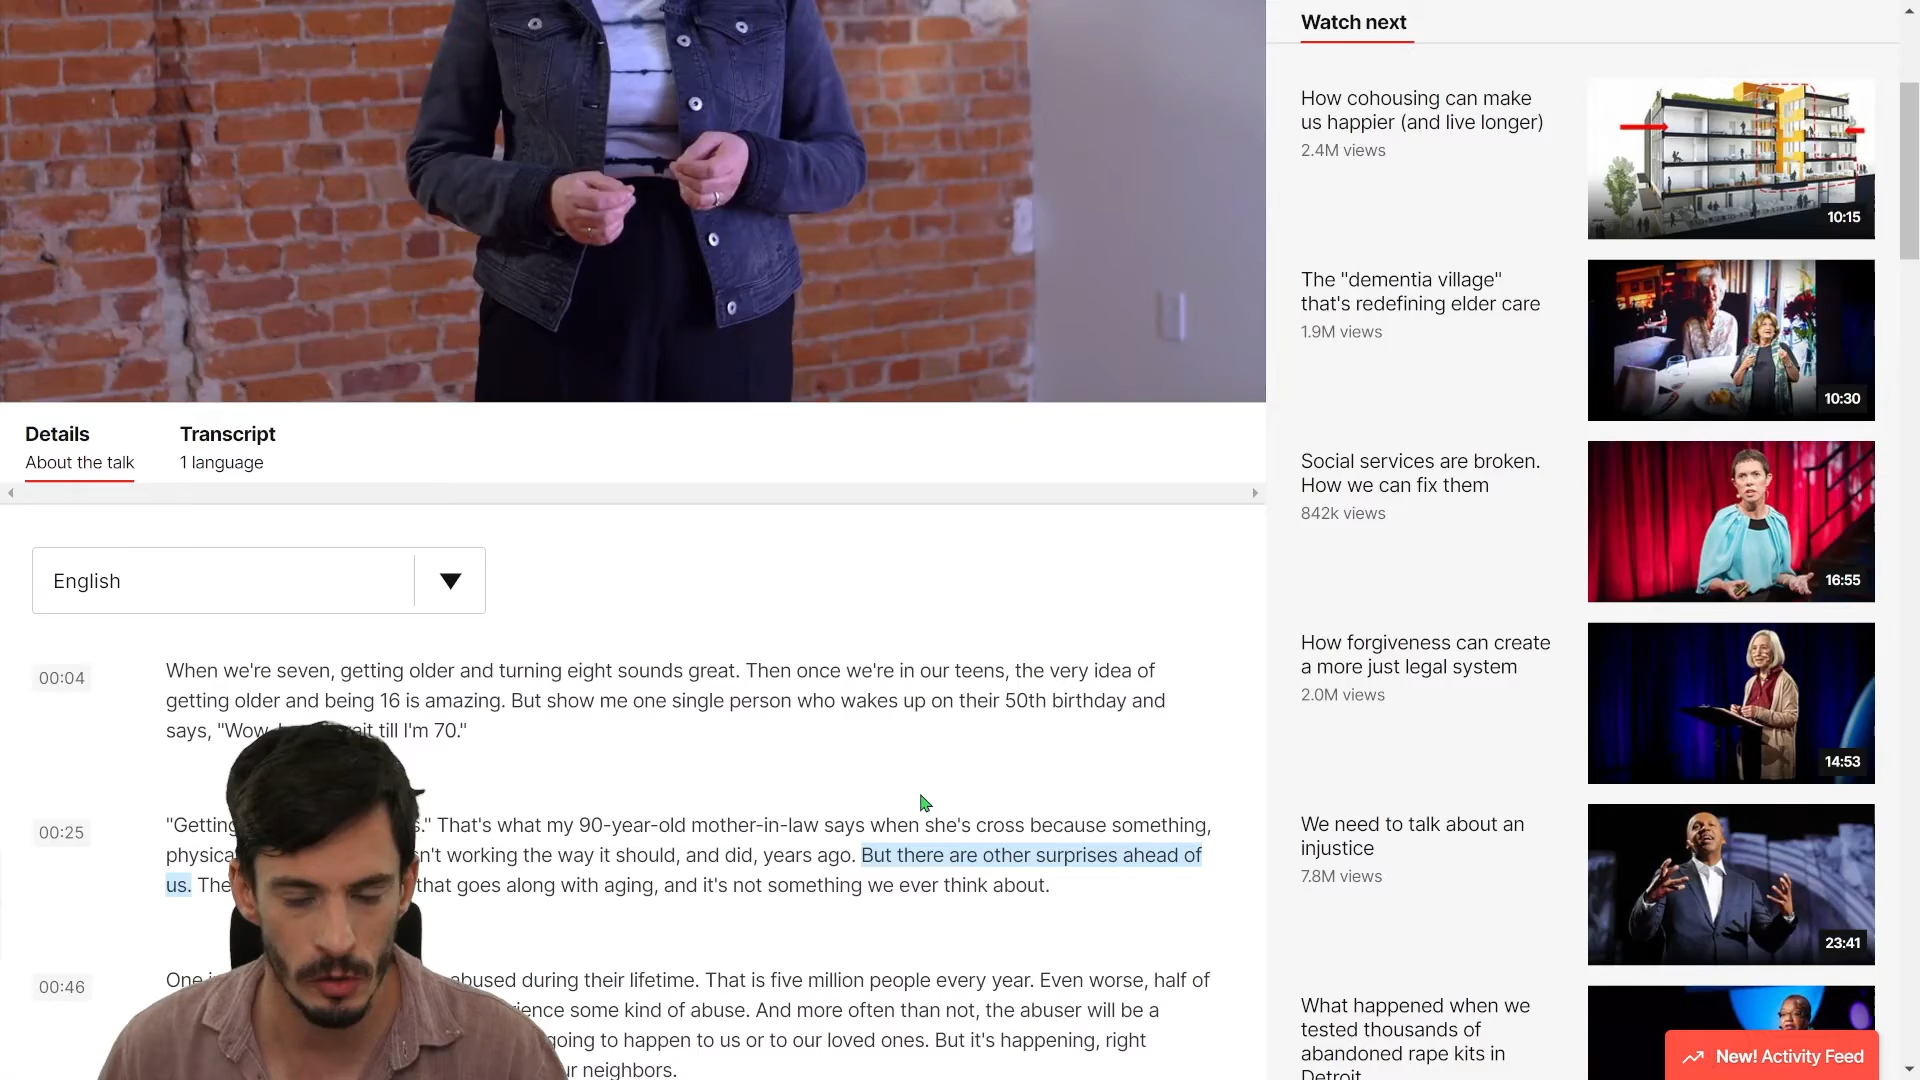 Watch next
How cohousing can make
us happier (and live longer)
2.4M views
10:15
The "dementia village"
that's redefining elder care
1.9M views
10:30
Social services are broken.
How we can fix them
842k views
16:55
How forgiveness can create
a more just legal system
2.0M views
14:53
We need to talk about an
injustice
7.8M views
23:41
What happened when we
tested thousands of
abandoned rape kits in
Detroit
New! Activity Feed
Details
About the talk
Transcript
1 language
English
00:04
When we're seven, getting older and turning eight sounds great. Then once we're in our teens, the very idea of
getting older and being 16 is amazing. But show me one single person who wakes up on their 50th birthday and
says, "Wow till I'm 70."
00:25
"Getting That's what my 90-year-old mother-in-law says when she's cross because something,
working the way it should, and did, years ago. But there are other surprises ahead of
us. that goes along with aging, and it's not something we ever think about.
00:46
abused during their lifetime. That is five million people every year. Even worse, half of
some kind of abuse. And more often than not, the abuser will be a
going to happen to us or to our loved ones. But it's happening, right
neighbors.